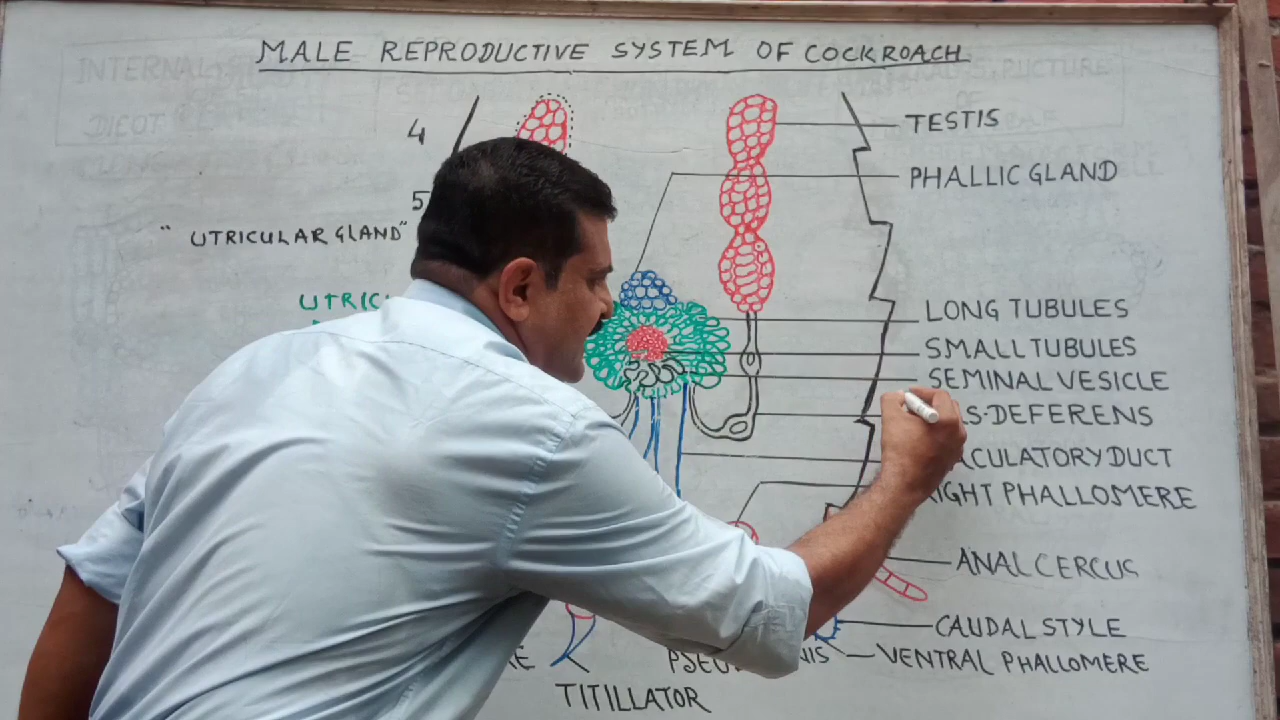 MALE REPRODUCTIVE SYSTEM OF COCKROACH
4
TESTIS
5
PHALLIC GLAND
"UTRICULAR GLAND"
LONG TUBULES
SMALL TUBULES
SEMINAL VESICLE
DEFERENS
DUCT
PHALLOMERE
ANAL CERCUS
CAUDAL STYLE
VENTRAL PHALLOMERE
TITILLATOR